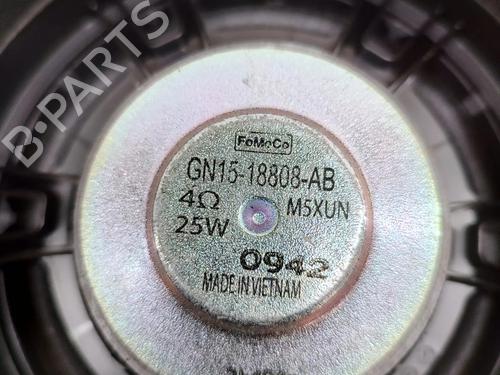 FoMoCo
GN15-18808-AB
4Ω
M5XUN
25W
0942
MADE IN VIETNAM
B-PARTS